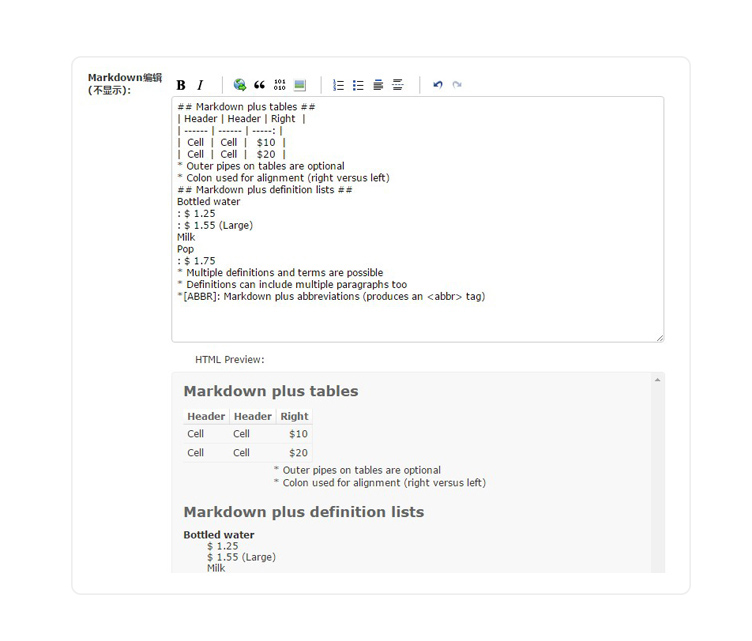 Markdown编辑
(不显示):
B I 101 010
## Markdown plus tables ##
| Header | Header | Right |
| ------ | ------ | -----: |
| Cell | Cell | $10 |
| Cell | Cell | $20 |
* Outer pipes on tables are optional
* Colon used for alignment (right versus left)
## Markdown plus definition lists ##
Bottled water
: $ 1.25
: $ 1.55 (Large)
Milk
Pop
: $ 1.75
* Multiple definitions and terms are possible
* Definitions can include multiple paragraphs too
*[ABBR]: Markdown plus abbreviations (produces an <abbr> tag)
HTML Preview:
Markdown plus tables
Header Header Right
Cell Cell $10
Cell Cell $20
* Outer pipes on tables are optional
* Colon used for alignment (right versus left)
Markdown plus definition lists
Bottled water
$ 1.25
$ 1.55 (Large)
Milk